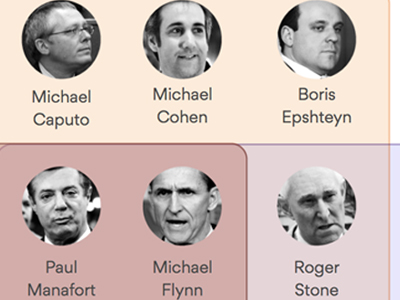 Michael
Caputo
Michael
Cohen
Boris
Epshteyn
Paul
Manafort
Michael
Flynn
Roger
Stone